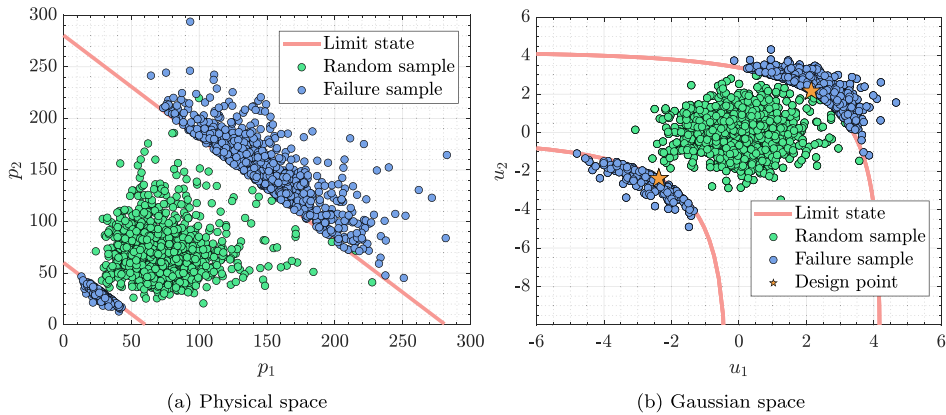 300
250
200
150
100
50
0
p₂
Limit state
Random sample
Failure sample
0 50 100 150 200 250 300
p₁
(a) Physical space
6
4
2
0
-2
-4
-6
-8
u₂
Limit state
Random sample
Failure sample
Design point
-6 -4 -2 0 2 4 6
u₁
(b) Gaussian space